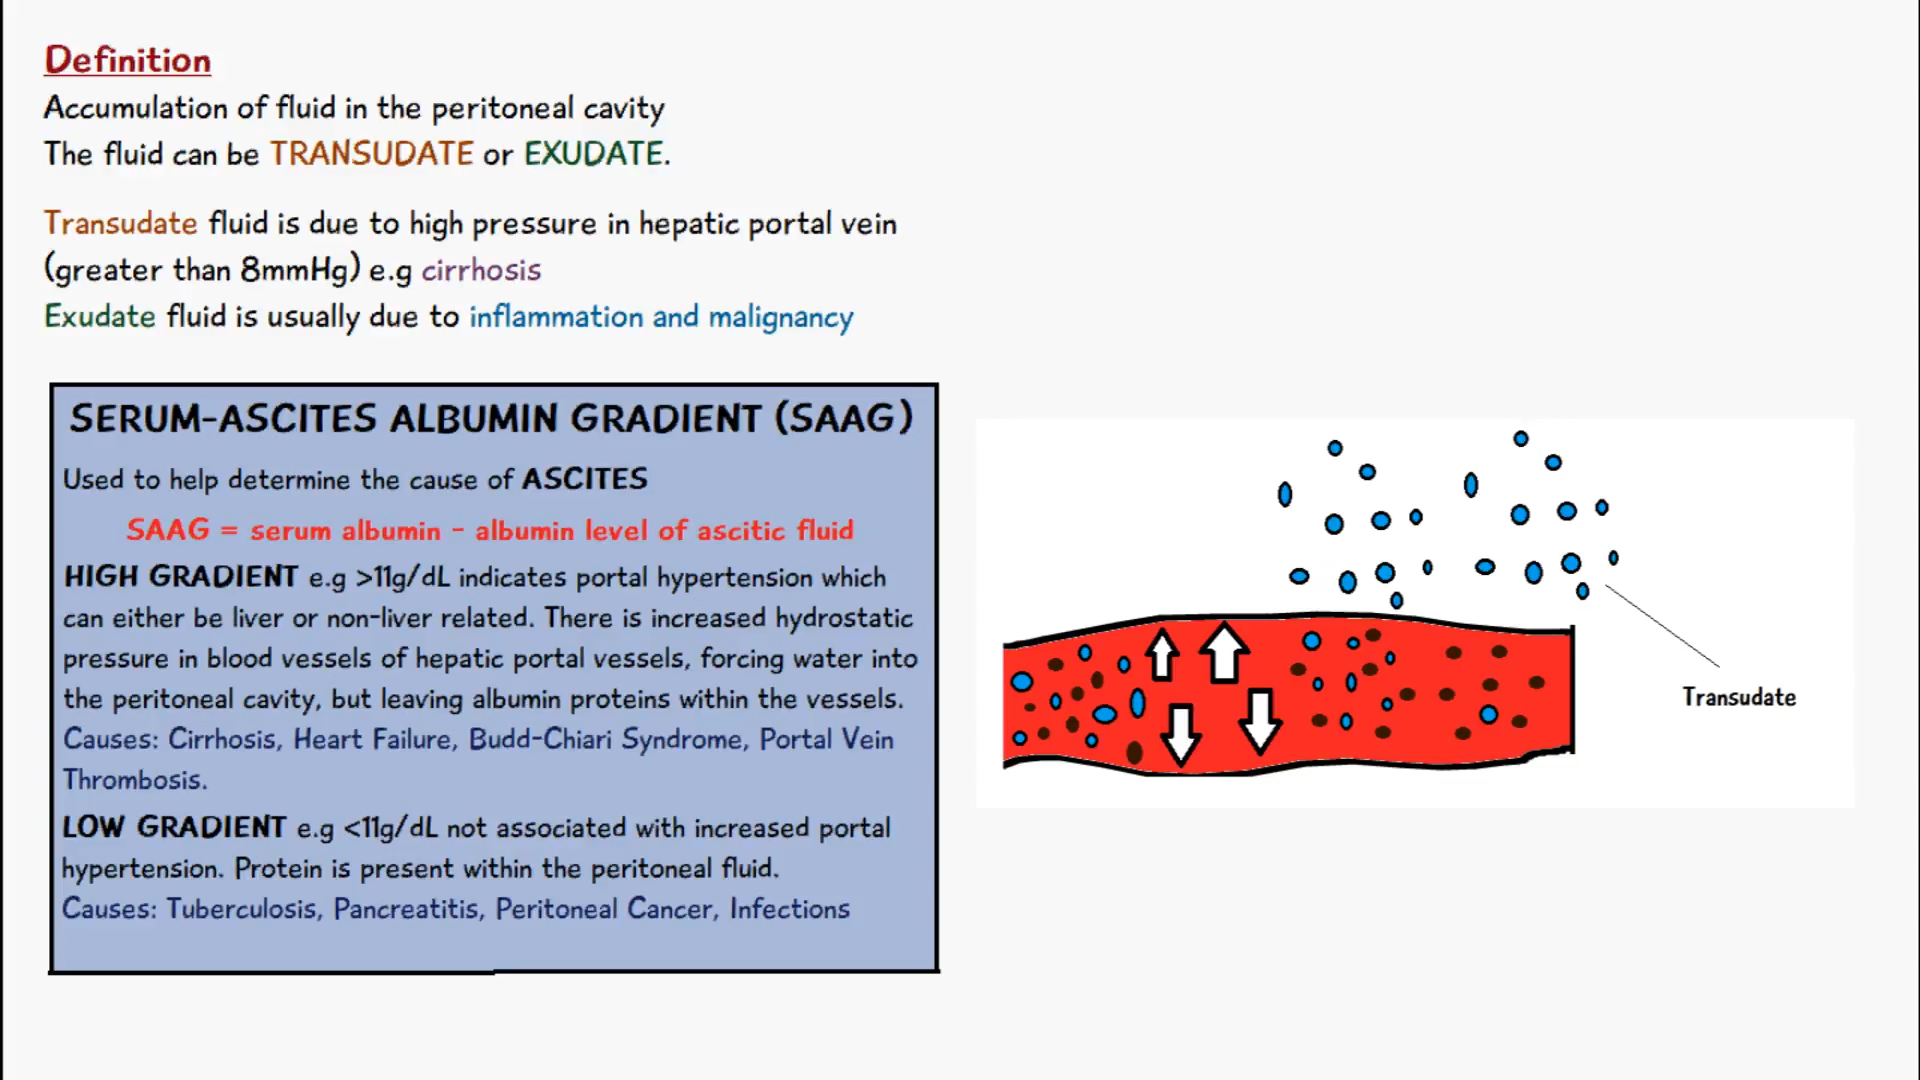 Definition
Accumulation of fluid in the peritoneal cavity
The fluid can be TRANSUDATE or EXUDATE.
Transudate fluid is due to high pressure in hepatic portal vein
(greater than 8mmHg) e.g cirrhosis
Exudate fluid is usually due to inflammation and malignancy
SERUM-ASCITES ALBUMIN GRADIENT (SAAG)
Used to help determine the cause of ASCITES
SAAG = serum albumin - albumin level of ascitic fluid
HIGH GRADIENT e.g >11g/dL indicates portal hypertension which
can either be liver or non-liver related. There is increased hydrostatic
pressure in blood vessels of hepatic portal vessels, forcing water into
the peritoneal cavity, but leaving albumin proteins within the vessels.
Causes: Cirrhosis, Heart Failure, Budd-Chiari Syndrome, Portal Vein
Thrombosis.
LOW GRADIENT e.g <11g/dL not associated with increased portal
hypertension. Protein is present within the peritoneal fluid.
Causes: Tuberculosis, Pancreatitis, Peritoneal Cancer, Infections
Transudate